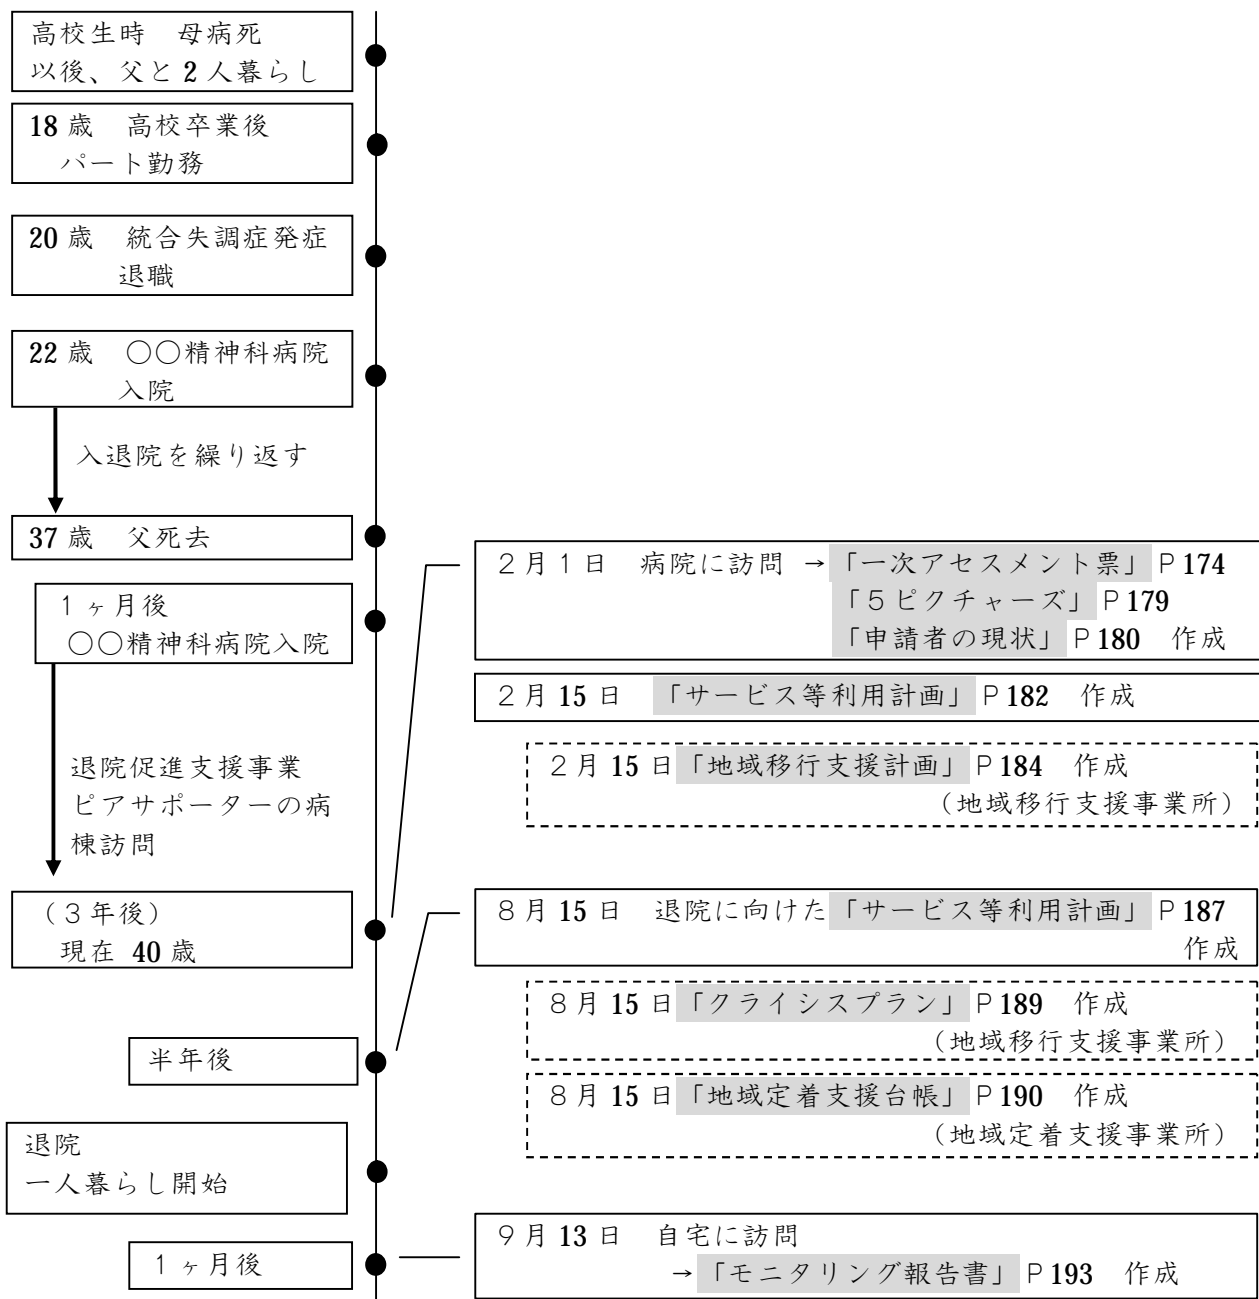 高校生時　母病死
以後、父と2人暮らし
18歳　高校卒業後
パート勤務
20歳　統合失調症発症
退職
22歳　○○精神科病院
入院
入退院を繰り返す
37歳　父死去
1ヶ月後
○○精神科病院入院
退院促進支援事業
ピアサポーターの病
棟訪問
（3年後）
現在 40歳
半年後
退院
一人暮らし開始
1ヶ月後
2月1日　病院に訪問 →「一次アセスメント票」P174
「5ピクチャーズ」P179
「申請者の現状」P180　作成
2月15日　「サービス等利用計画」P182　作成
2月15日「地域移行支援計画」P184　作成
（地域移行支援事業所）
8月15日　退院に向けた「サービス等利用計画」P187
作成
8月15日「クライシスプラン」P189　作成
（地域移行支援事業所）
8月15日「地域定着支援台帳」P190　作成
（地域定着支援事業所）
9月13日　自宅に訪問
→「モニタリング報告書」P193　作成